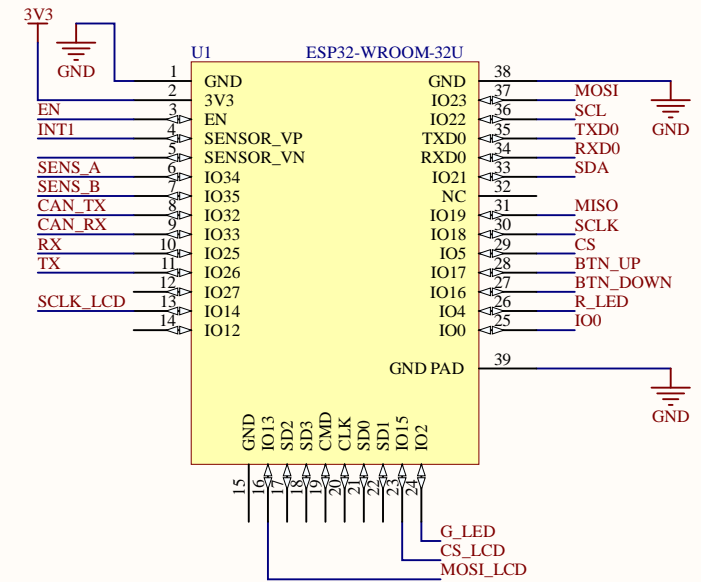 3V3
GND
U1 ESP32-WROOM-32U
1 GND GND 38
2 3V3 IO23 37 MOSI
EN 3 EN IO22 36 SCL
INT1 4 SENSOR_VP TXD0 35 TXD0
5 SENSOR_VN RXD0 34 RXD0
SENS_A 6 IO34 IO21 33 SDA
SENS_B 7 IO35 NC 32
CAN_TX 8 IO32 IO19 31 MISO
CAN_RX 9 IO33 IO18 30 SCLK
RX 10 IO25 IO5 29 CS
TX 11 IO26 IO17 28 BTN_UP
12 IO27 IO16 27 BTN_DOWN
SCLK_LCD 13 IO14 IO4 26 R_LED
14 IO12 IO0 25 IO0
GND
GND PAD 39
GND
GND IO13 SD2 SD3 CMD CLK SD0 SD1 IO15 IO2
15 16 17 18 19 20 21 22 23 24
G_LED
CS_LCD
MOSI_LCD